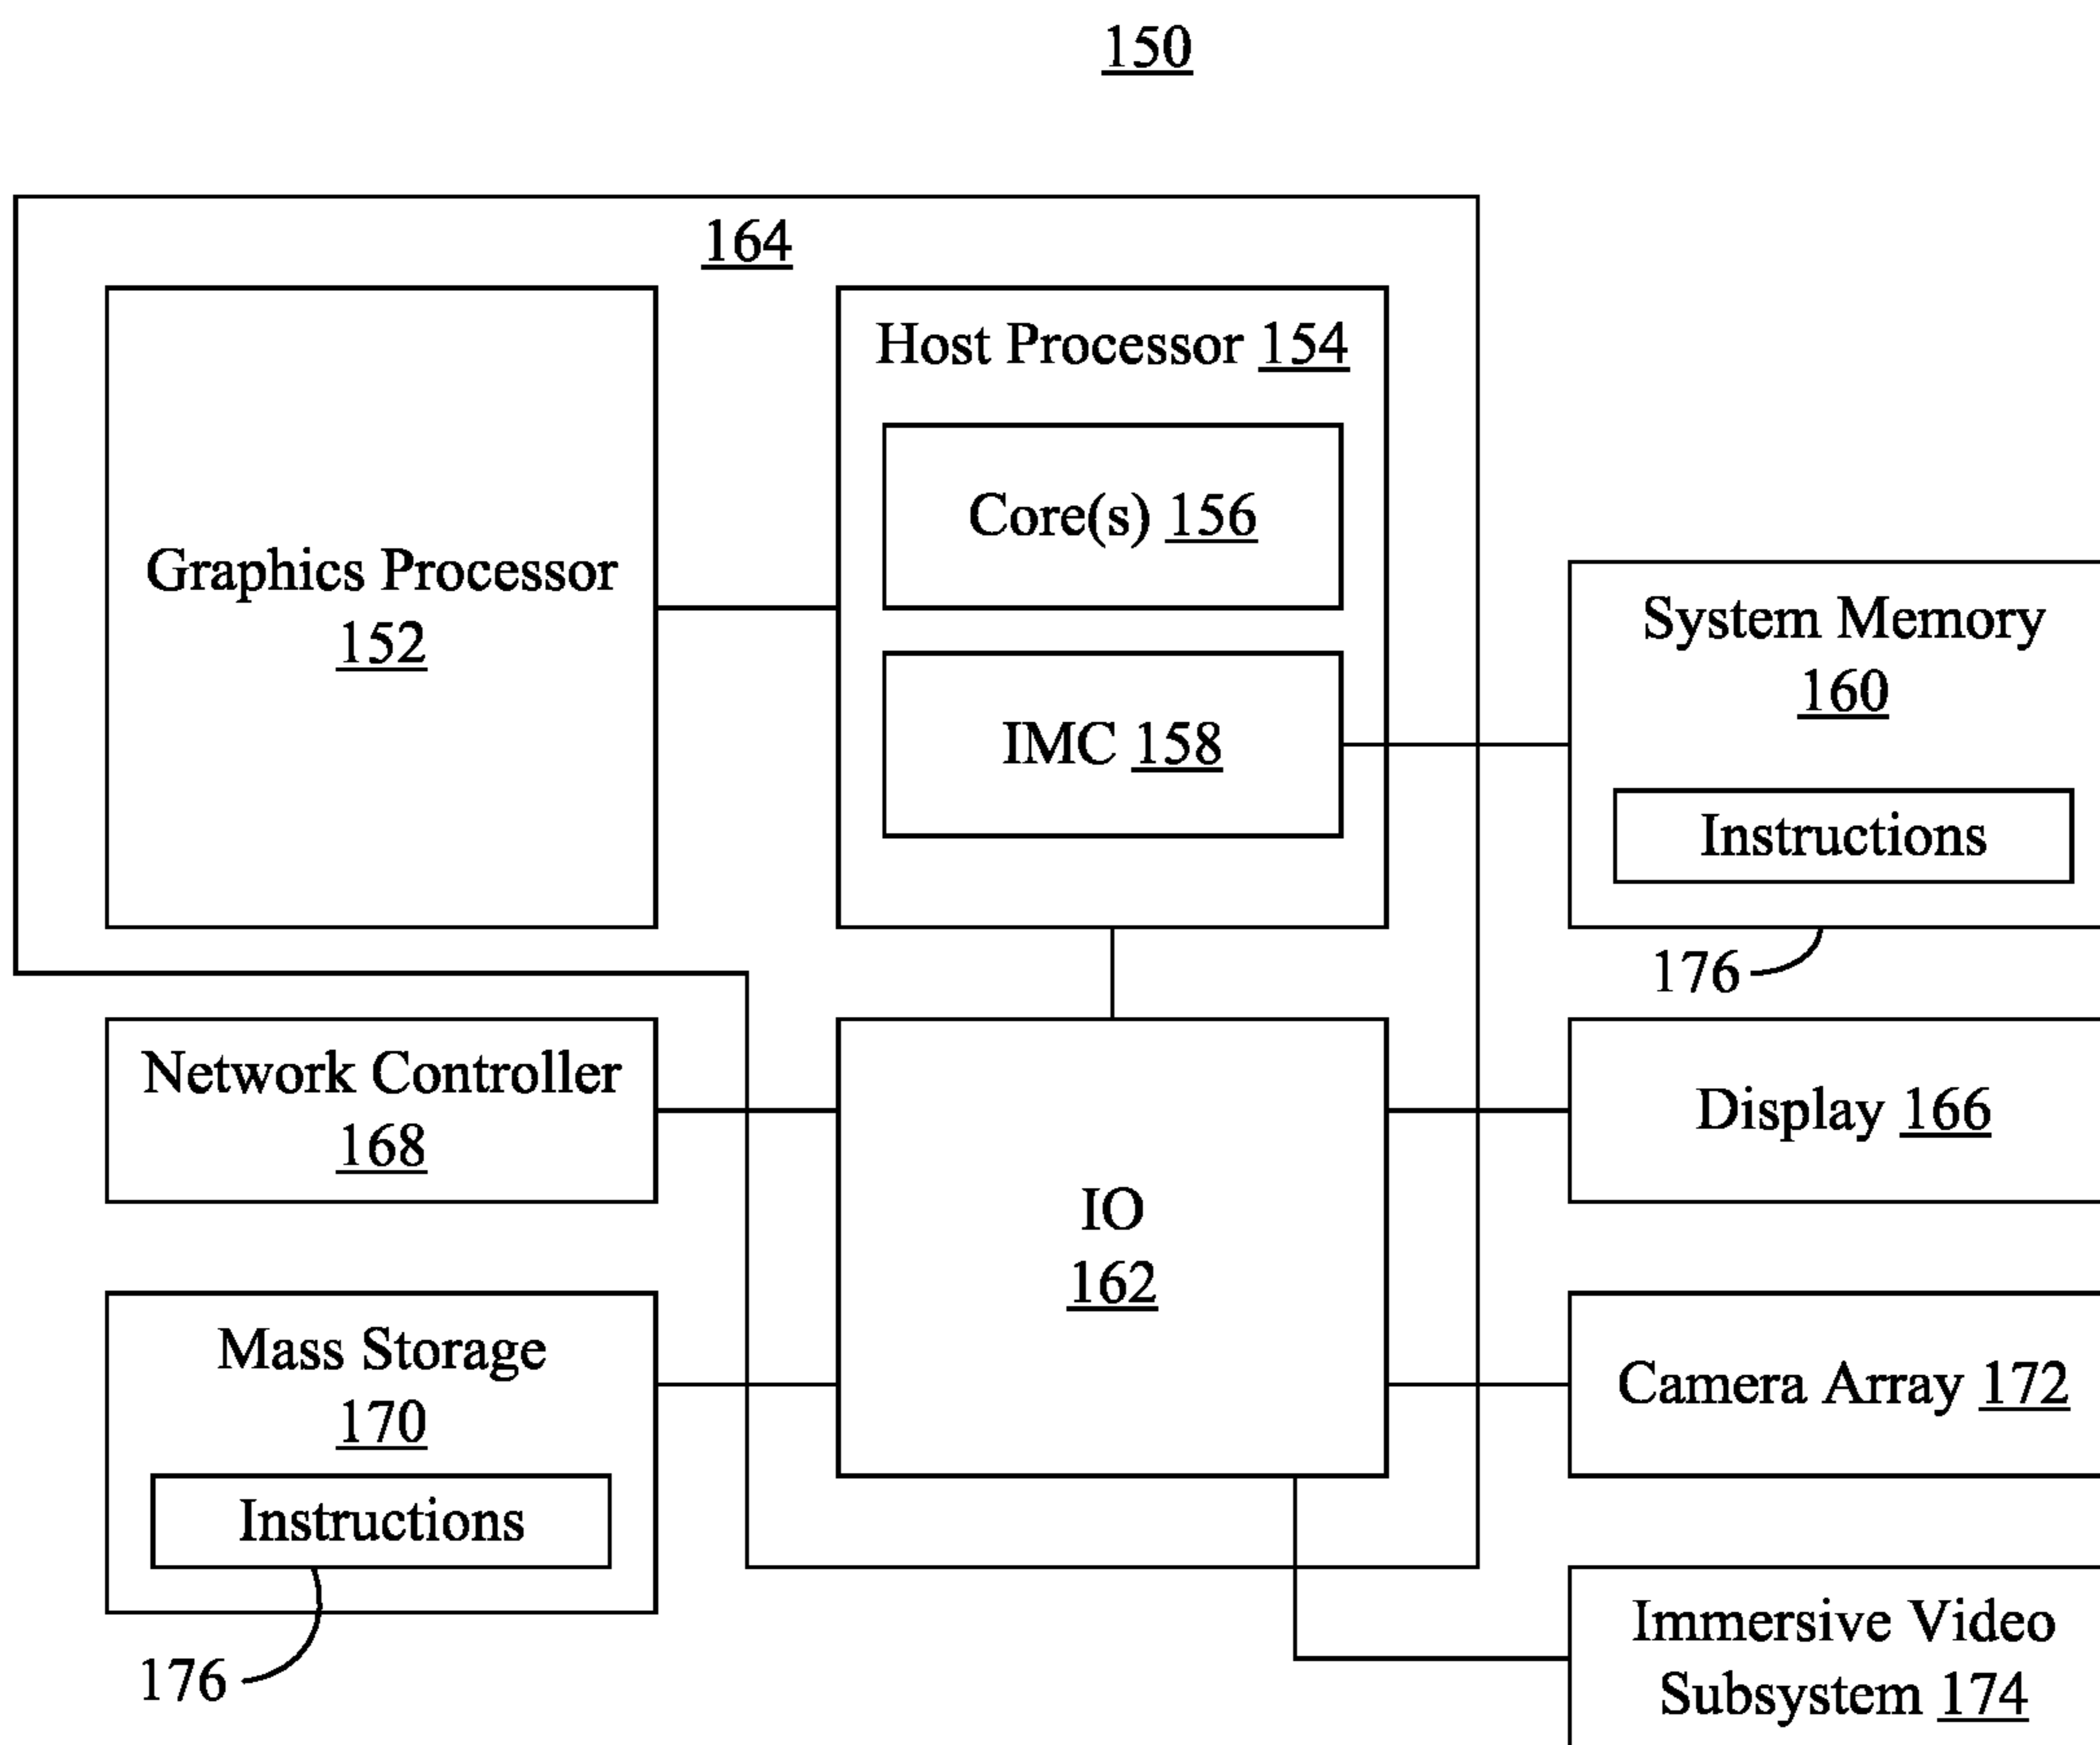 150
164
Graphics Processor
152
Host Processor 154
Core(s) 156
IMC 158
System Memory
160
Instructions
176
Network Controller
168
IO
162
Display 166
Mass Storage
170
Instructions
176
Camera Array 172
Immersive Video
Subsystem 174